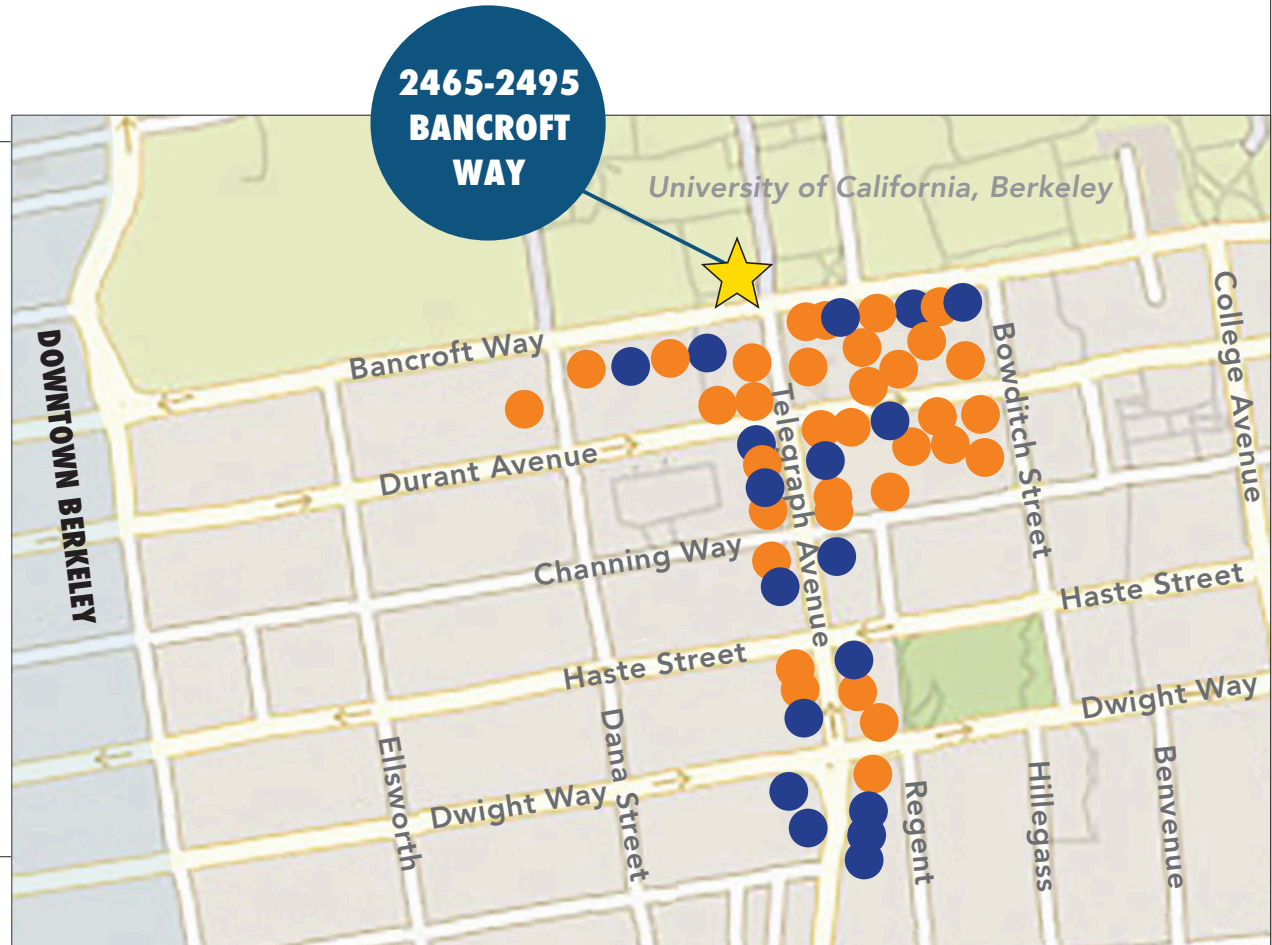 2465-2495
BANCROFT
WAY
University of California, Berkeley
College Avenue
DOWNTOWN BERKELEY
Bancroft Way
Bowditch Street
Telegraph Avenue
Durant Avenue
Channing Way
Haste Street
Haste Street
Dwight Way
Dana Street
Ellsworth
Dwight Way
Regent
Hillegass
Benvenue